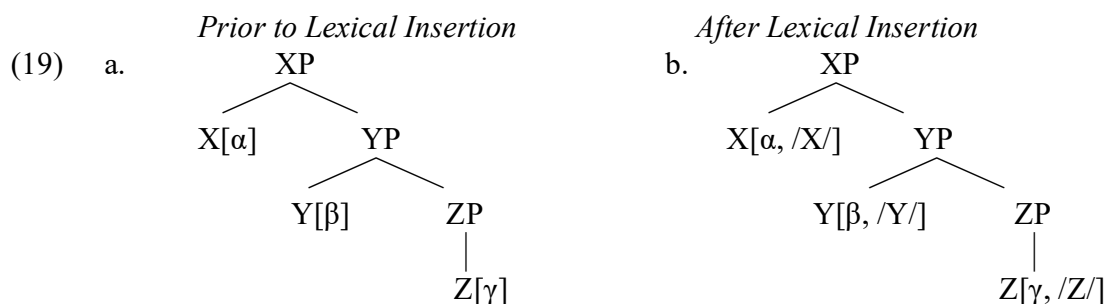 Prior to Lexical Insertion After Lexical Insertion
(19) a. XP b. XP
X[α] YP X[α, /X/] YP
Y[β] ZP Y[β, /Y/] ZP
Z[γ] Z[γ, /Z/]